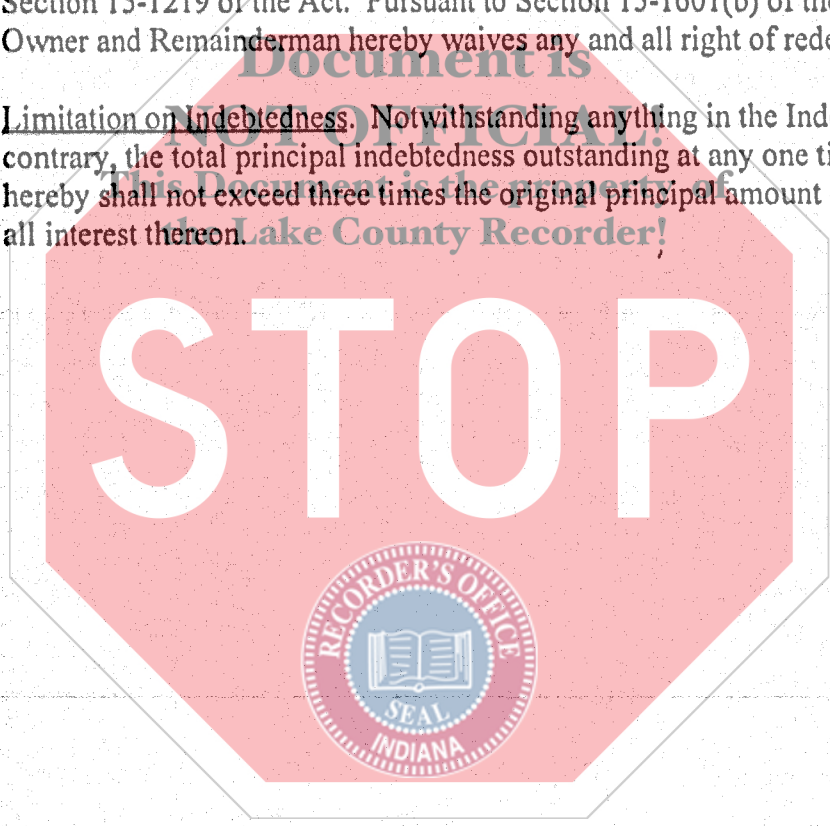 Section 15-1219 of the Act. Pursuant to Section 15-1601(b) of the
Owner and Remainderman hereby waives any and all right of rede
Document is
Limitation on Indebtedness. Notwithstanding anything in the Ind
NOT OFFICIAL!
contrary, the total principal indebtedness outstanding at any one ti
This Document is the property of
hereby shall not exceed three times the original principal amount
all interest thereon.
the Lake County Recorder!
STOP
RECORDER'S OFFICE
SEAL
INDIANA